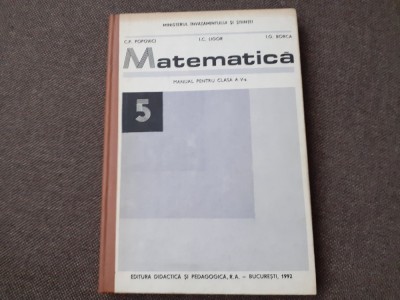 MINISTERUL ÎNVĂȚĂMÎNTULUI ȘI ȘTIINȚEI
C.P. POPOVICI I.C. LIGOR
Matematică
MANUAL PENTRU CLASA A V-a
5
EDITURA DIDACTICĂ ȘI PEDAGOGICĂ, R.A. – BUCUREȘTI, 1992